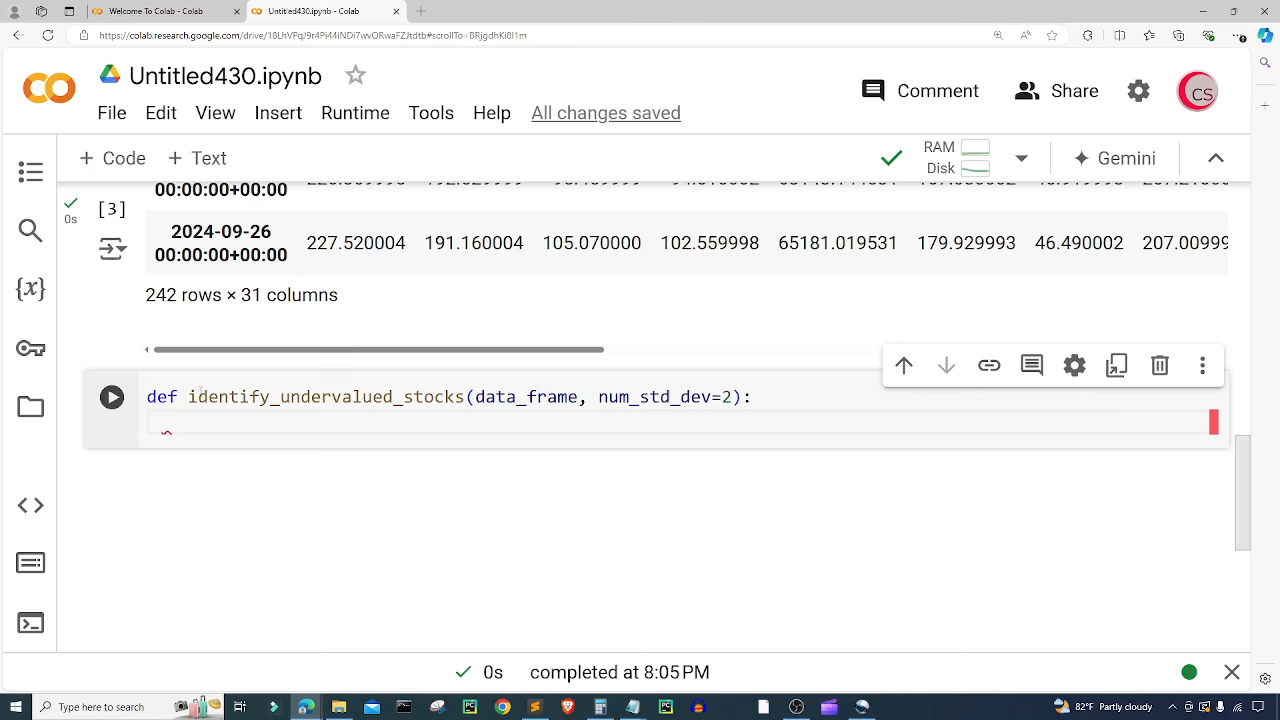 Welcome To Colab - Colab
Untitled430.ipynb - Colab
Untitled430.ipynb
Comment
Share
CS
File Edit View Insert Runtime Tools Help All changes saved
+ Code + Text
RAM
Disk
Gemini
00:00:00+00:00
0s
[3]
2024-09-26
00:00:00+00:00
227.520004 191.160004 105.070000 102.559998 65181.019531 179.929993 46.490002 207.00999
242 rows × 31 columns
def identify_undervalued_stocks(data_frame, num_std_dev=2):
0s completed at 8:05 PM
Type here to search
83°F Partly cloudy